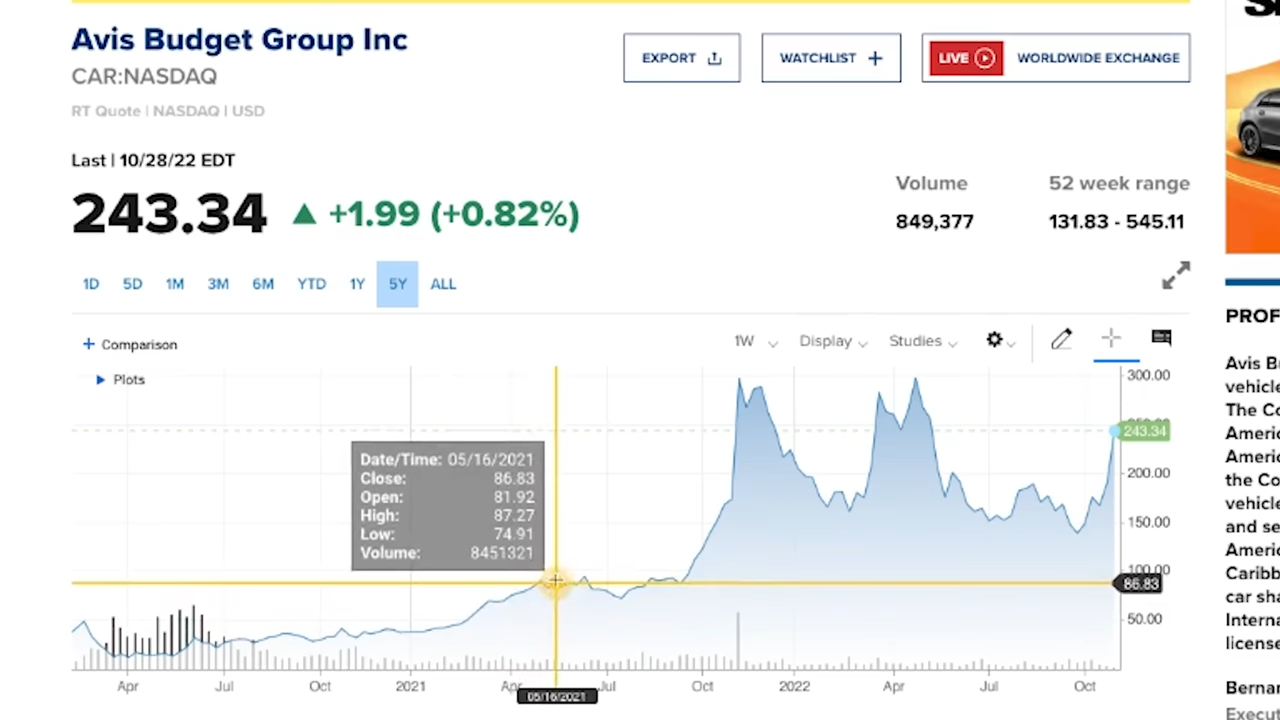 Avis Budget Group Inc
CAR:NASDAQ
RT Quote | NASDAQ | USD
EXPORT
WATCHLIST +
LIVE
WORLDWIDE EXCHANGE
Last | 10/28/22 EDT
243.34
+1.99 (+0.82%)
Volume
849,377
52 week range
131.83 - 545.11
1D 5D 1M 3M 6M YTD 1Y 5Y ALL
+ Comparison
1W Display Studies
Plots
Date/Time: 05/16/2021
Close: 86.83
Open: 81.92
High: 87.27
Low: 74.91
Volume: 8451321
300.00
243.34
200.00
150.00
100.00
86.83
50.00
Apr Jul Oct 2021 Apr Jul Oct 2022 Apr Jul Oct
05/16/2021
PROF
Avis B
vehicle
The Co
Americ
Americ
the Co
vehicle
and se
Americ
Caribb
car sha
Interna
license
Bernar
Execut